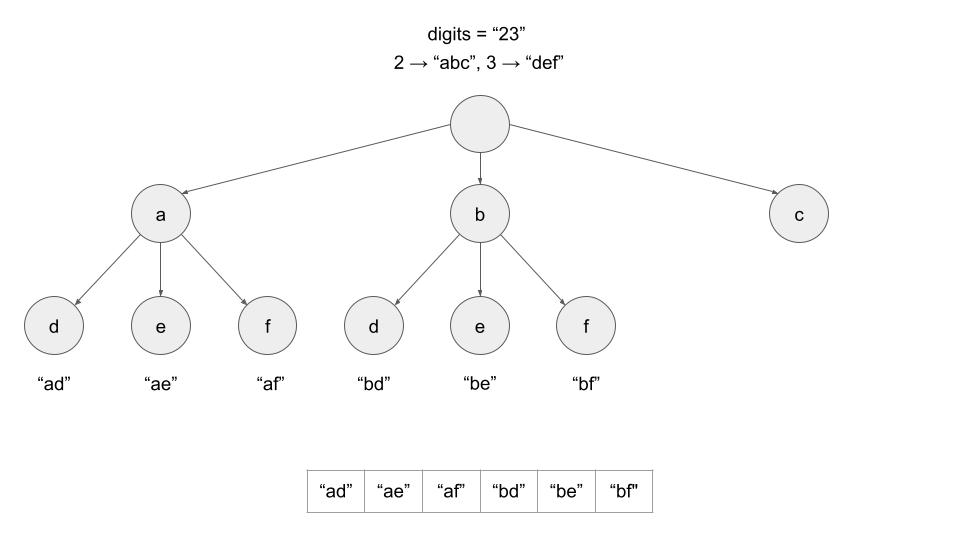 digits = “23”
2 → “abc”, 3 → “def”
a b c
d e f d e f
“ad” “ae” “af” “bd” “be” “bf”
“ad” “ae” “af” “bd” “be” “bf"